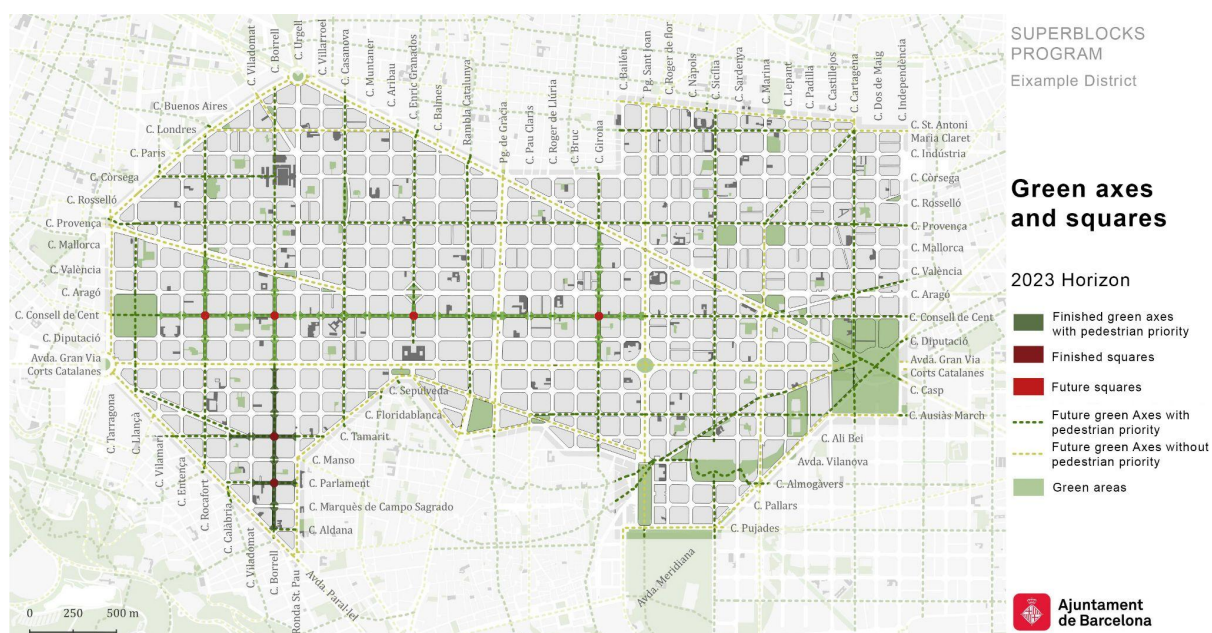 SUPERBLOCKS
PROGRAM
Eixample District
Green axes
and squares
2023 Horizon
Finished green axes
with pedestrian priority
Finished squares
Future squares
Future green Axes with
pedestrian priority
Future green Axes without
pedestrian priority
Green areas
Ajuntament
de Barcelona
C. Viladomat
C. Borrell
C. Urgell
C. Villarroel
C. Casanova
C. Muntaner
C. Aribau
C. Enric Granados
C. Balmes
Rambla Catalunya
Pg. de Gràcia
C. Pau Claris
C. Roger de Llúria
C. Bruc
C. Girona
C. Bailén
Pg. Sant Joan
C. Roger de flor
C. Nàpols
C. Sicília
C. Sardenya
C. Marina
C. Lepant
C. Padilla
C. Castillejos
C. Cartagena
C. Dos de Maig
C. Independència
C. Buenos Aires
C. Londres
C. Paris
C. Còrsega
C. Rosselló
C. Provença
C. Mallorca
C. València
C. Aragó
C. Consell de Cent
C. Diputació
Avda. Gran Via
Corts Catalanes
C. Tarragona
C. Llançà
C. Vilamarí
C. Entença
C. Rocafort
C. Calàbria
C. Viladomat
C. Borrell
Ronda St. Pau
Avda. Paral·lel
C. Sepúlveda
C. Floridablanca
C. Tamarit
C. Manso
C. Parlament
C. Marquès de Campo Sagrado
C. Aldana
C. St. Antoni
Maria Claret
C. Indústria
C. Còrsega
C. Rosselló
C. Provença
C. Mallorca
C. València
C. Aragó
C. Consell de Cent
C. Diputació
Avda. Gran Via
Corts Catalanes
C. Casp
C. Ausiàs March
C. Ali Bei
Avda. Vilanova
C. Almogàvers
C. Pallars
C. Pujades
Avda. Meridiana
0 250 500 m